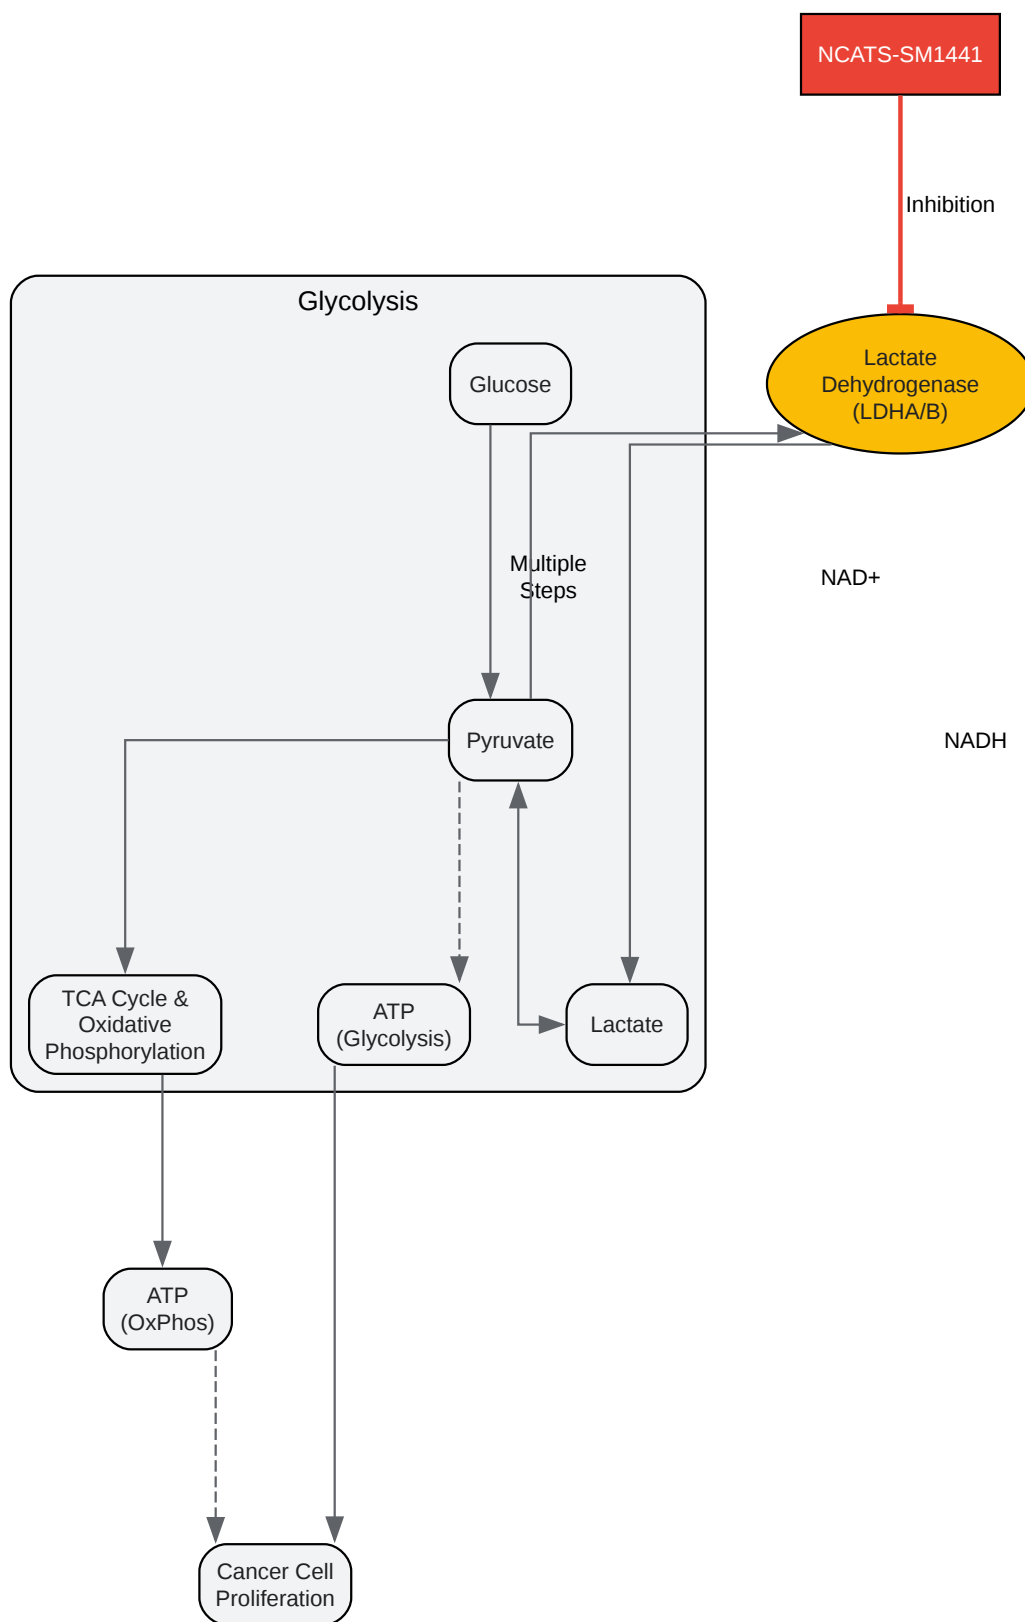 NCATS-SM1441
Inhibition
Glycolysis
Glucose
Lactate
Dehydrogenase
(LDHA/B)
Multiple
Steps
NAD+
Pyruvate
NADH
TCA Cycle &
Oxidative
Phosphorylation
ATP
(Glycolysis)
Lactate
ATP
(OxPhos)
Cancer Cell
Proliferation